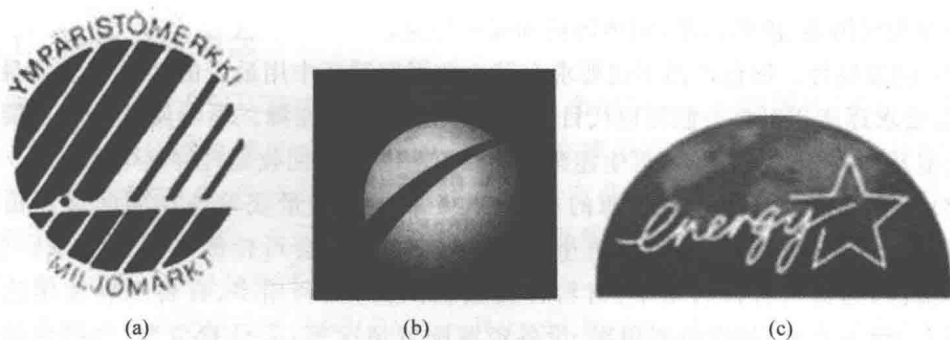 YMPÄRISTÖMERKKI
MILJÖMÄRKT
energy
(a)
(b)
(c)